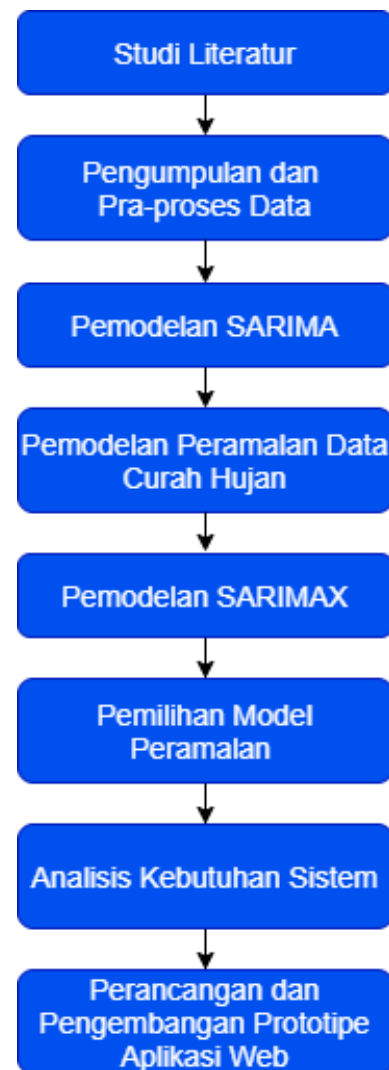 Studi Literatur
Pengumpulan dan
Pra-proses Data
Pemodelan SARIMA
Pemodelan Peramalan Data
Curah Hujan
Pemodelan SARIMAX
Pemilihan Model
Peramalan
Analisis Kebutuhan Sistem
Perancangan dan
Pengembangan Prototipe
Aplikasi Web